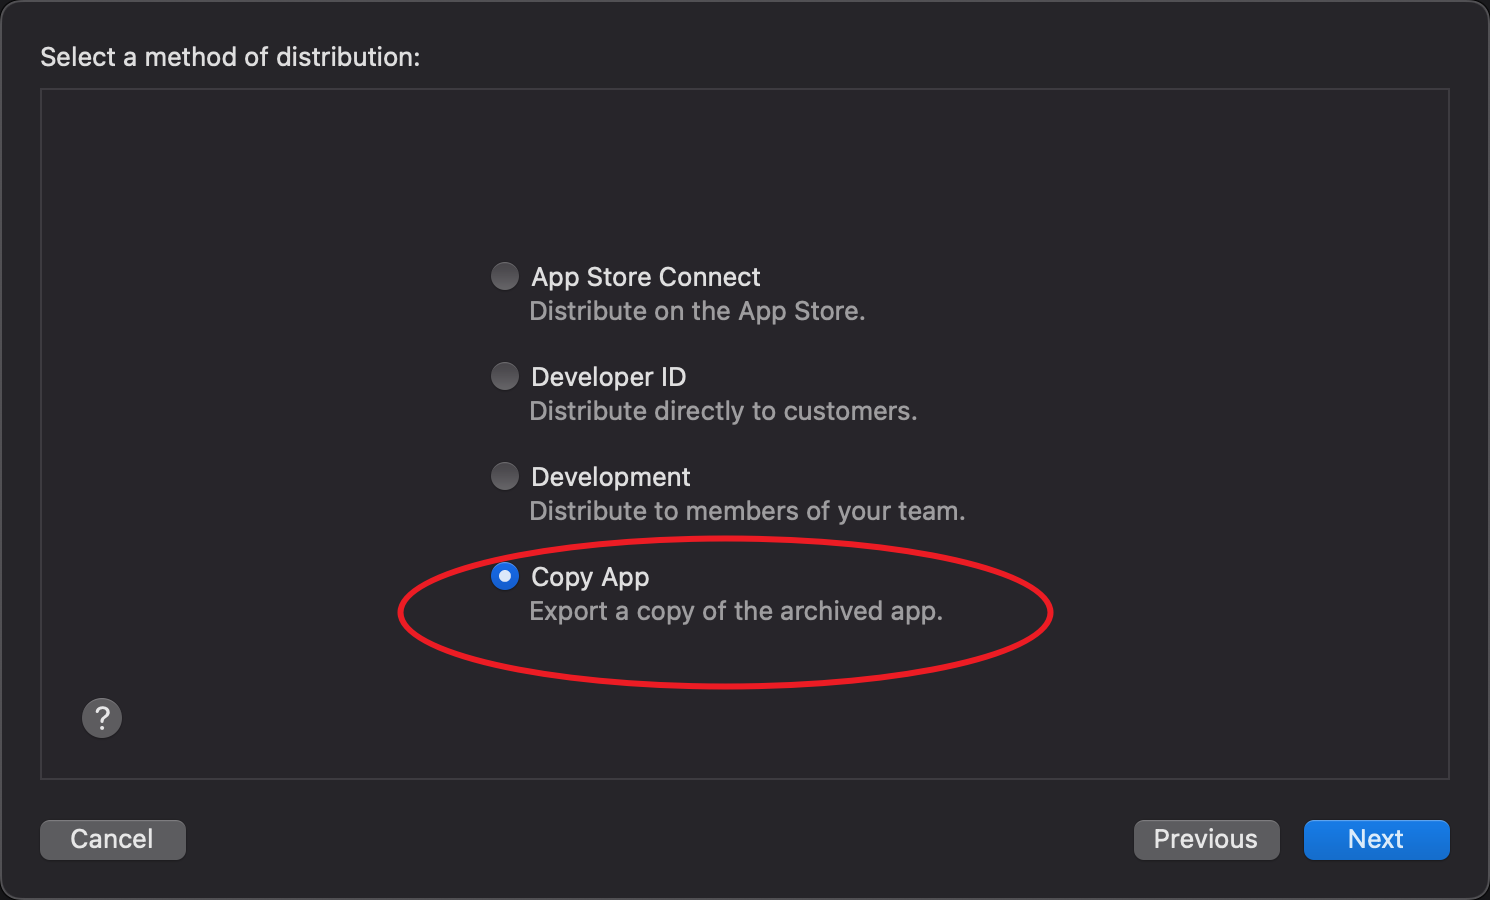 Select a method of distribution:
App Store Connect
Distribute on the App Store.
Developer ID
Distribute directly to customers.
Development
Distribute to members of your team.
Copy App
Export a copy of the archived app.
?
Cancel
Previous
Next